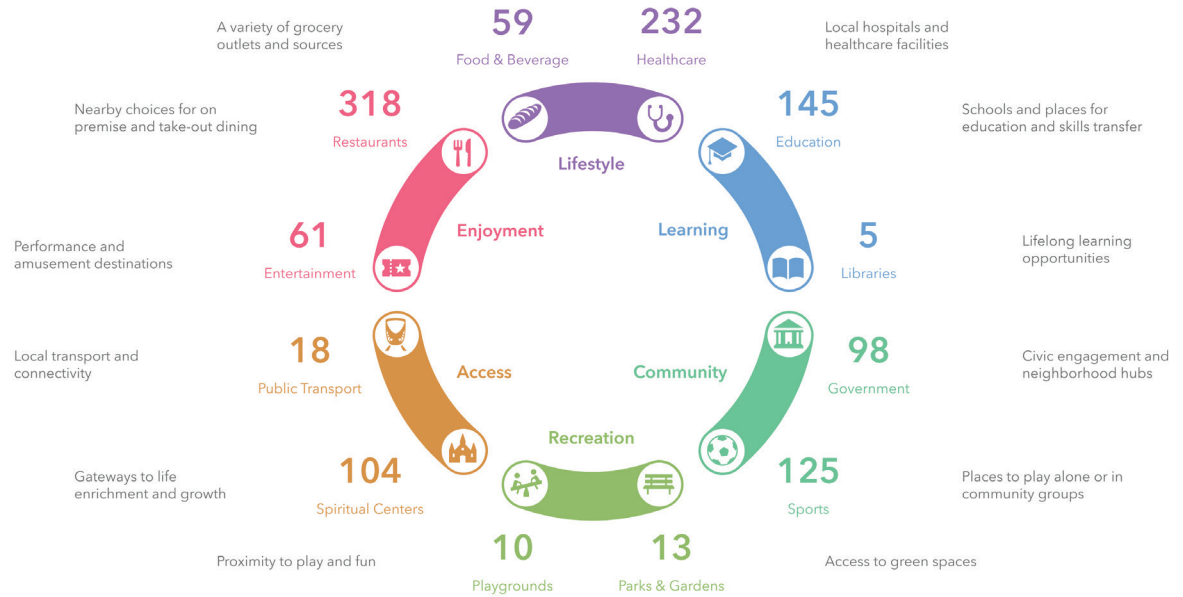 A variety of grocery
outlets and sources
59
Food & Beverage
232
Healthcare
Local hospitals and
healthcare facilities
Nearby choices for on
premise and take-out dining
318
Restaurants
145
Education
Schools and places for
education and skills transfer
Lifestyle
Enjoyment
Learning
Performance and
amusement destinations
61
Entertainment
5
Libraries
Lifelong learning
opportunities
Local transport and
connectivity
18
Public Transport
Access
Community
98
Government
Civic engagement and
neighborhood hubs
Recreation
Gateways to life
enrichment and growth
104
Spiritual Centers
125
Sports
Places to play alone or in
community groups
Proximity to play and fun
10
Playgrounds
13
Parks & Gardens
Access to green spaces